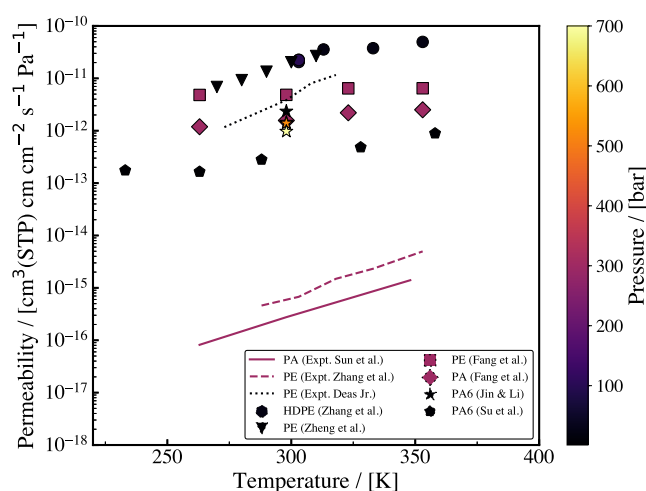 Permeability / [cm³(STP) cm cm⁻² s⁻¹ Pa⁻¹]
10⁻¹⁰
10⁻¹¹
10⁻¹²
10⁻¹³
10⁻¹⁴
10⁻¹⁵
10⁻¹⁶
10⁻¹⁷
10⁻¹⁸
250
300
350
400
Temperature / [K]
PA (Expt. Sun et al.)
PE (Expt. Zhang et al.)
PE (Expt. Deas Jr.)
HDPE (Zhang et al.)
PE (Zheng et al.)
PE (Fang et al.)
PA (Fang et al.)
PA6 (Jin & Li)
PA6 (Su et al.)
700
600
500
400
300
200
100
Pressure / [bar]